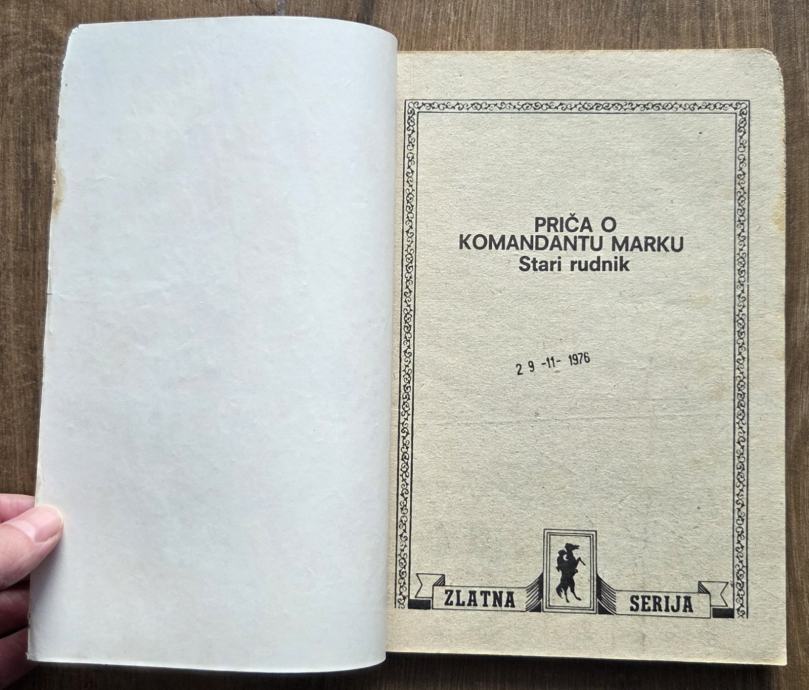 PRIČA O
KOMANDANTU MARKU
Stari rudnik
29 -11- 1976
ZLATNA SERIJA